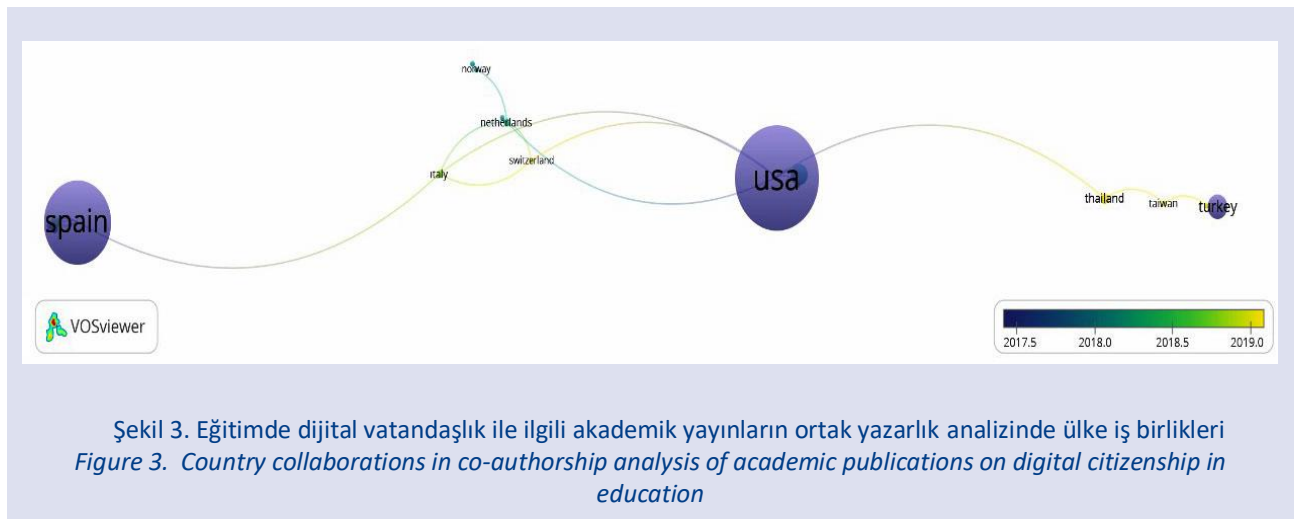 norway
netherlands
switzerland
italy
usa
spain
thailand
taiwan
turkey
VOSviewer
2017.5 2018.0 2018.5 2019.0
Şekil 3. Eğitimde dijital vatandaşlık ile ilgili akademik yayınların ortak yazarlık analizinde ülke iş birlikleri
Figure 3. Country collaborations in co-authorship analysis of academic publications on digital citizenship in
education